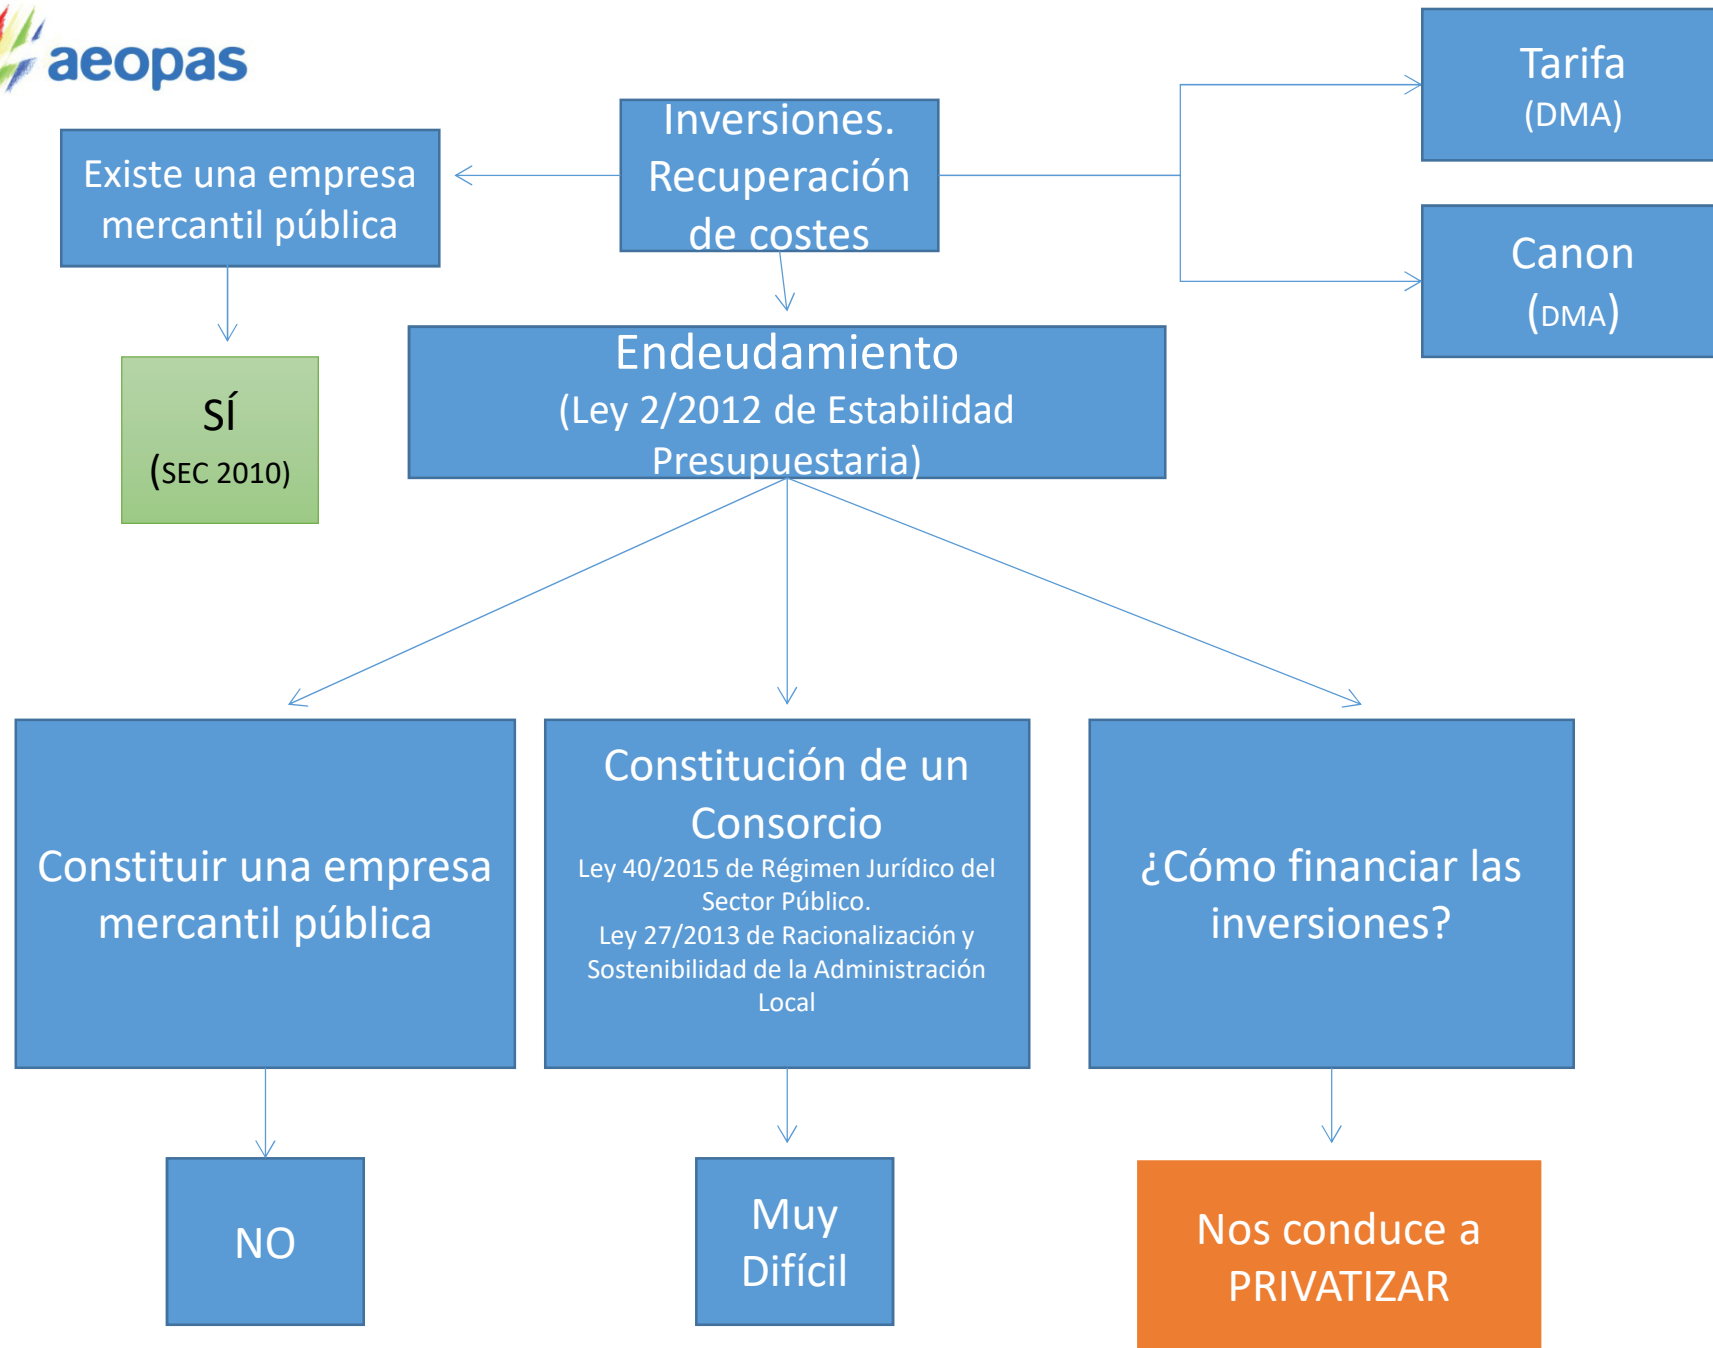 aeopas
Inversiones.
Recuperación
de costes
Tarifa
(DMA)
Existe una empresa
mercantil pública
Canon
(DMA)
SÍ
(SEC 2010)
Endeudamiento
(Ley 2/2012 de Estabilidad
Presupuestaria)
Constituir una empresa
mercantil pública
Constitución de un
Consorcio
Ley 40/2015 de Régimen Jurídico del
Sector Público.
Ley 27/2013 de Racionalización y
Sostenibilidad de la Administración
Local
¿Cómo financiar las
inversiones?
NO
Muy
Difícil
Nos conduce a
PRIVATIZAR